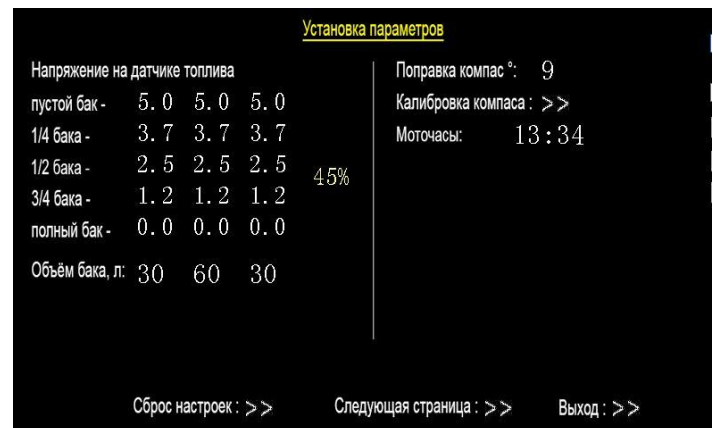 Установка параметров
Напряжение на датчике топлива
пустой бак - 5.0 5.0 5.0
1/4 бака - 3.7 3.7 3.7
1/2 бака - 2.5 2.5 2.5
3/4 бака - 1.2 1.2 1.2
полный бак - 0.0 0.0 0.0
45%
Объём бака, л: 30 60 30
Поправка компас °: 9
Калибровка компаса : >>
Моточасы: 13:34
Сброс настроек : >> Следующая страница : >> Выход : >>